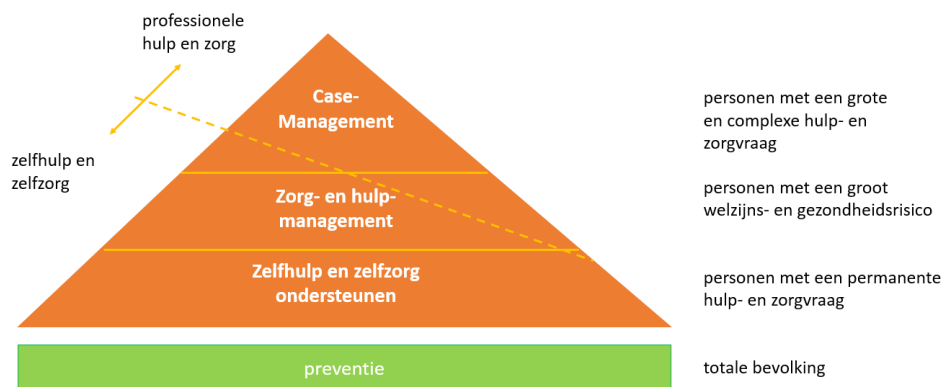 professionele
hulp en zorg
zelfhulp en
zelfzorg
Case-
Management
personen met een grote
en complexe hulp- en
zorgvraag
Zorg- en hulp-
management
personen met een groot
welzijns- en gezondheidsrisico
Zelfhulp en zelfzorg
ondersteunen
personen met een permanente
hulp- en zorgvraag
preventie
totale bevolking